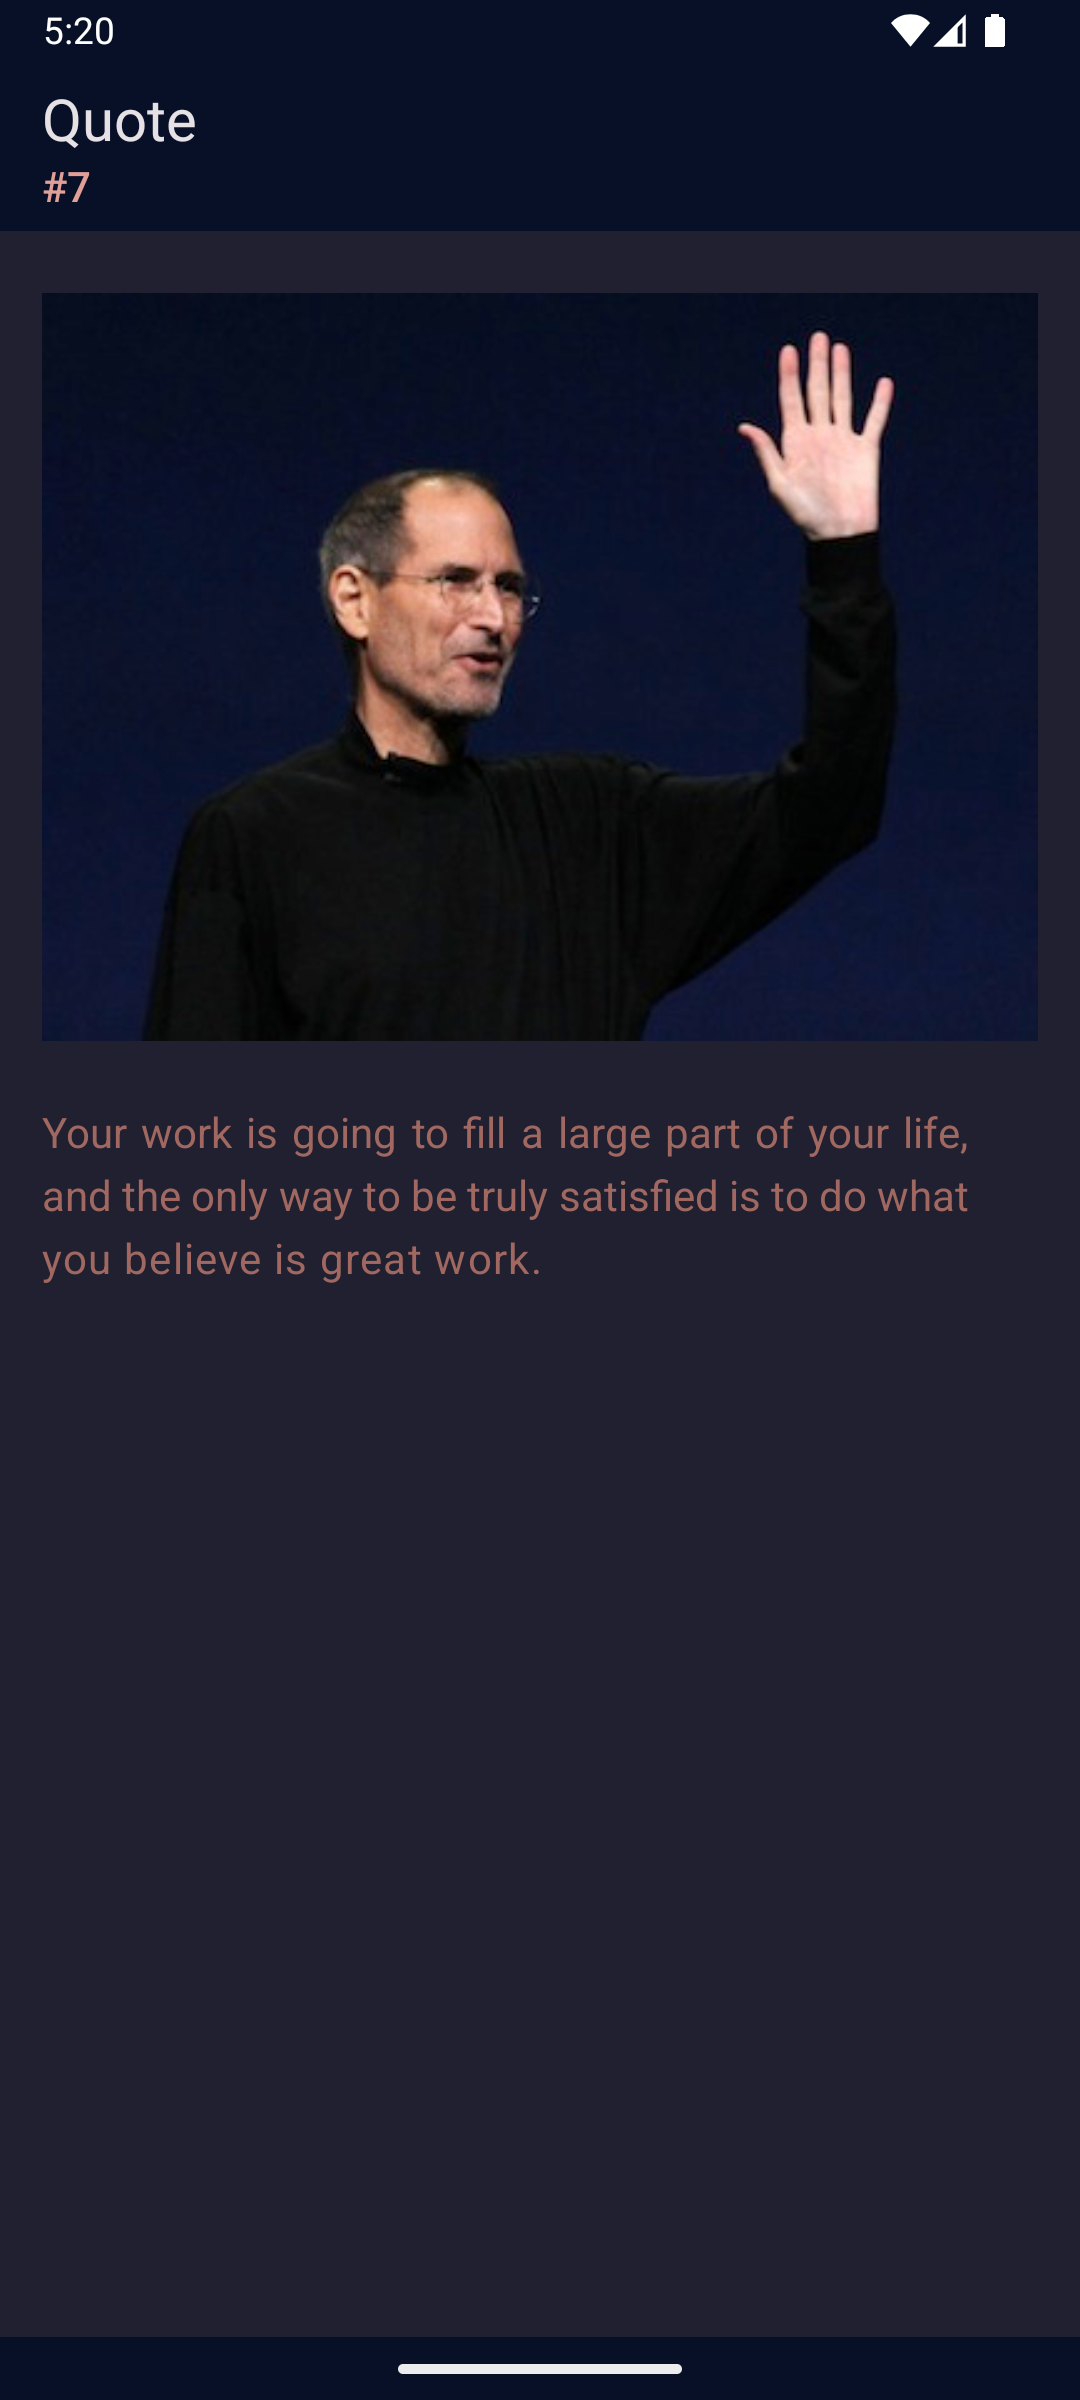 5:20
Quote
#7
Your work is going to fill a large part of your life,
and the only way to be truly satisfied is to do what
you believe is great work.